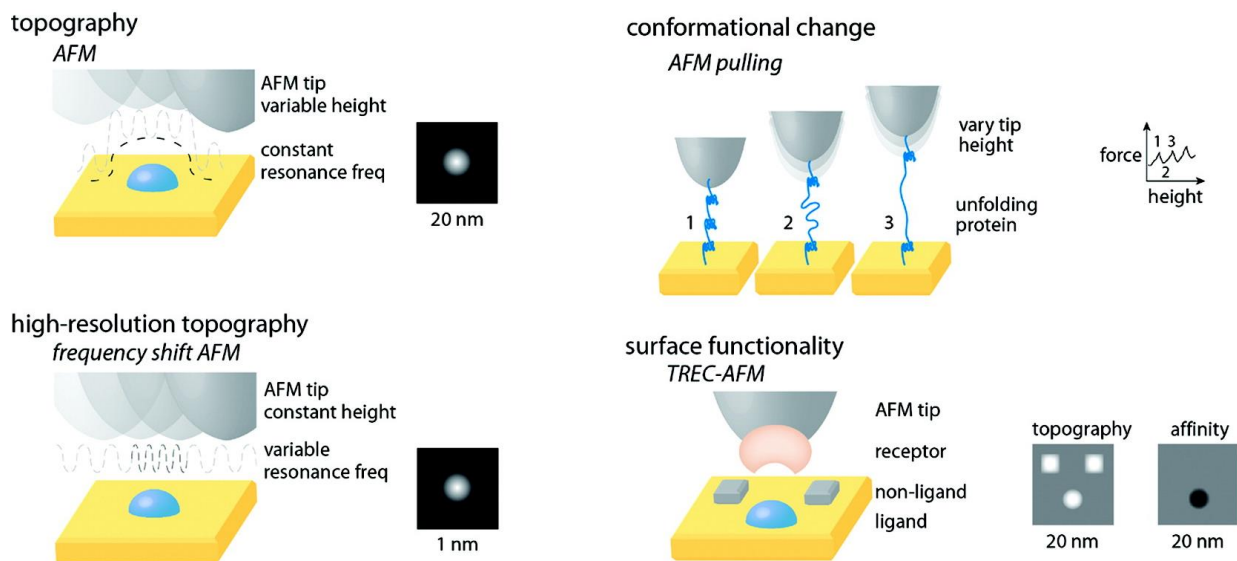 topography
AFM
AFM tip
variable height
constant
resonance freq
20 nm
high-resolution topography
frequency shift AFM
AFM tip
constant height
variable
resonance freq
1 nm
conformational change
AFM pulling
vary tip
height
unfolding
protein
1
2
3
force
1 3
2
height
surface functionality
TREC-AFM
AFM tip
receptor
non-ligand
ligand
topography
affinity
20 nm
20 nm